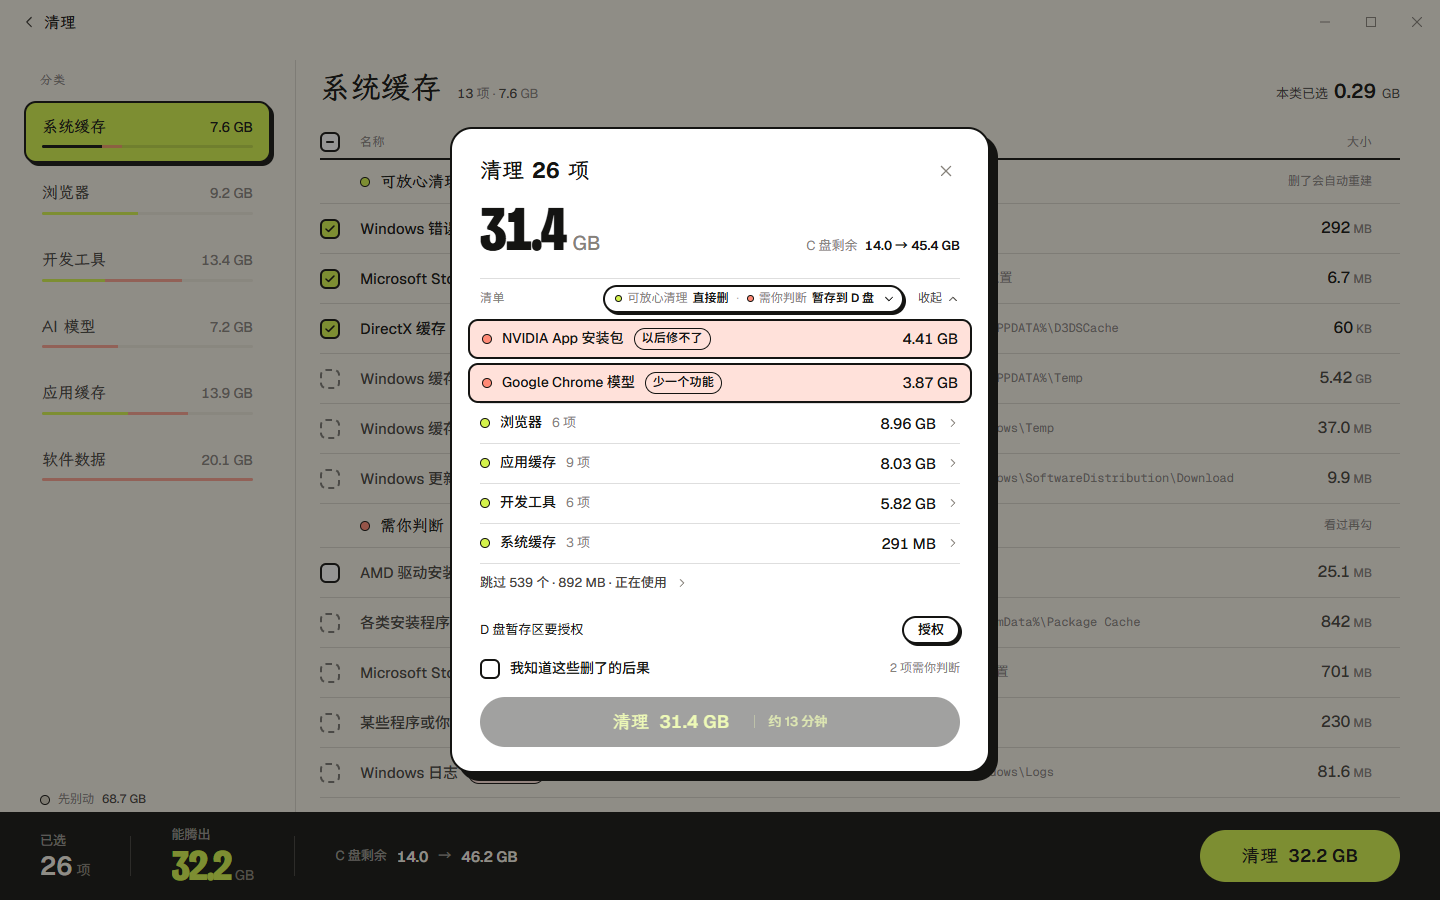 清理
分类
系统缓存 7.6 GB
浏览器 9.2 GB
开发工具 13.4 GB
AI 模型 7.2 GB
应用缓存 13.9 GB
软件数据 20.1 GB
先别动 68.7 GB
系统缓存 13 项 · 7.6 GB
本类已选 0.29 GB
名称 大小
可放心清理 删了会自动重建
Windows 错误 292 MB
Microsoft Sto 置 6.7 MB
DirectX 缓存 PPDATA%\D3DSCache 60 KB
Windows 缓存 PPDATA%\Temp 5.42 GB
Windows 缓存 ows\Temp 37.0 MB
Windows 更新 ows\SoftwareDistribution\Download 9.9 MB
需你判断 看过再勾
AMD 驱动安装 25.1 MB
各类安装程序 mData%\Package Cache 842 MB
Microsoft Sto 置 701 MB
某些程序或你 230 MB
Windows 日志 dows\Logs 81.6 MB
清理 26 项
31.4 GB
C 盘剩余 14.0 → 45.4 GB
清单 可放心清理 直接删 · 需你判断 暂存到 D 盘 收起
NVIDIA App 安装包 以后修不了 4.41 GB
Google Chrome 模型 少一个功能 3.87 GB
浏览器 6 项 8.96 GB
应用缓存 9 项 8.03 GB
开发工具 6 项 5.82 GB
系统缓存 3 项 291 MB
跳过 539 个 · 892 MB · 正在使用
D 盘暂存区要授权 授权
我知道这些删了的后果 2 项需你判断
清理 31.4 GB 约 13 分钟
已选 26 项
能腾出 32.2 GB
C 盘剩余 14.0 → 46.2 GB
清理 32.2 GB